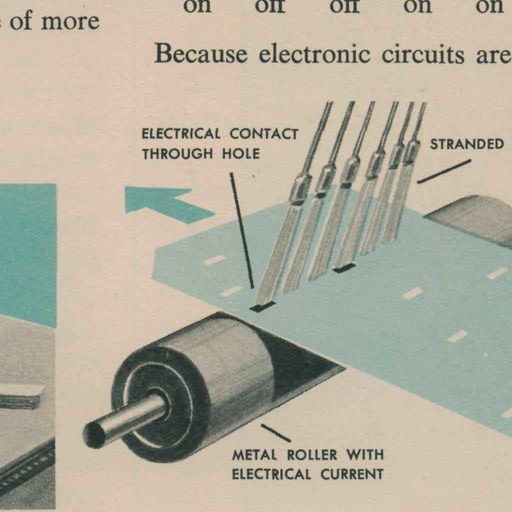 on off off on on
of more
Because electronic circuits are
ELECTRICAL CONTACT
THROUGH HOLE
STRANDED
METAL ROLLER WITH
ELECTRICAL CURRENT